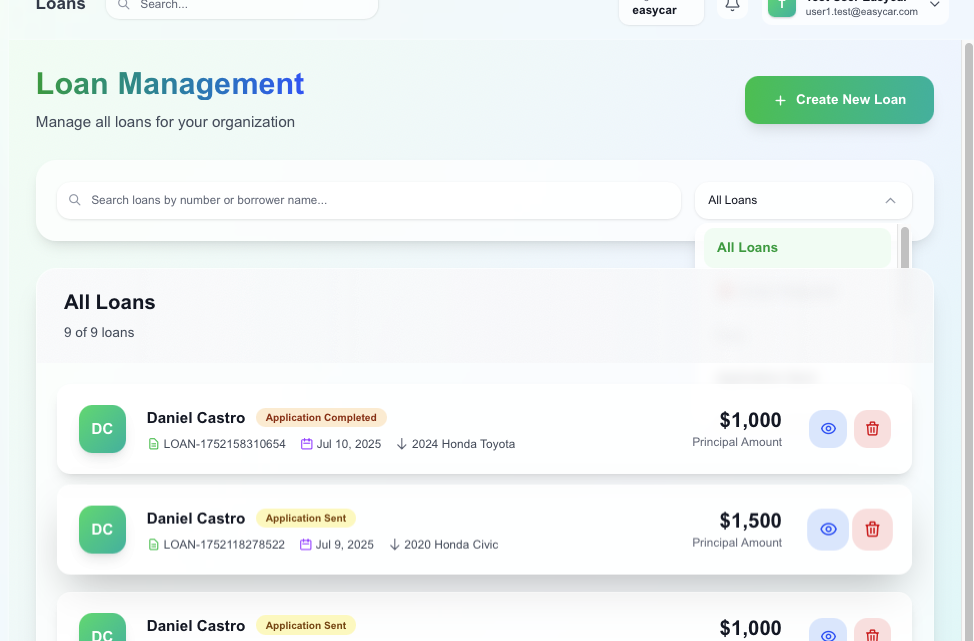 Loans
Search...
easycar
T
user1.test@easycar.com
Loan Management
Manage all loans for your organization
+ Create New Loan
Search loans by number or borrower name...
All Loans
All Loans
All Loans
9 of 9 loans
DC
Daniel Castro
Application Completed
$1,000
LOAN-1752158310654
Jul 10, 2025
2024 Honda Toyota
Principal Amount
DC
Daniel Castro
Application Sent
$1,500
LOAN-1752118278522
Jul 9, 2025
2020 Honda Civic
Principal Amount
DC
Daniel Castro
Application Sent
$1,000